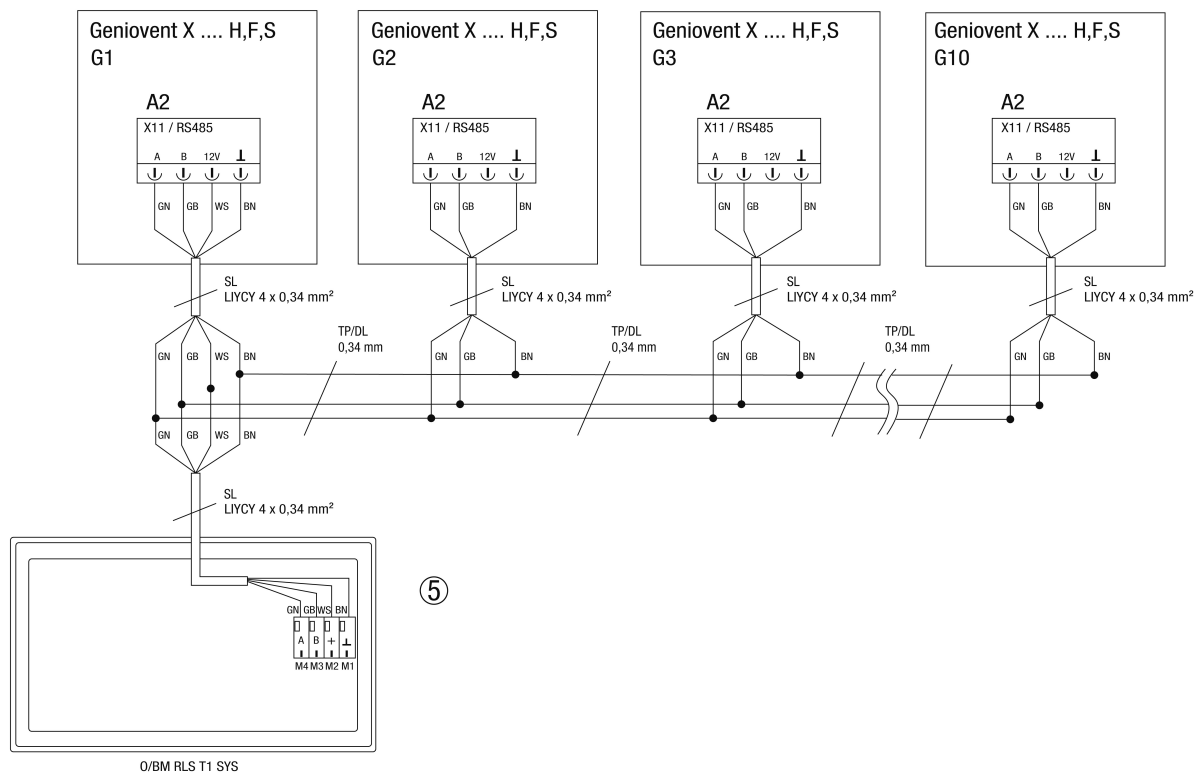 Geniovent X .... H,F,S
G1
A2
X11 / RS485
A B 12V ⊥
GN GB WS BN
SL
LIYCY 4 x 0,34 mm²
Geniovent X .... H,F,S
G2
A2
X11 / RS485
A B 12V ⊥
GN GB BN
SL
LIYCY 4 x 0,34 mm²
Geniovent X .... H,F,S
G3
A2
X11 / RS485
A B 12V ⊥
GN GB BN
SL
LIYCY 4 x 0,34 mm²
Geniovent X .... H,F,S
G10
A2
X11 / RS485
A B 12V ⊥
GN GB BN
SL
LIYCY 4 x 0,34 mm²
GN GB WS BN
TP/DL
0,34 mm
GN GB BN
TP/DL
0,34 mm
GN GB BN
TP/DL
0,34 mm
GN GB BN
GN GB WS BN
SL
LIYCY 4 x 0,34 mm²
⑤
GN GB WS BN
A B + ⊥
M4 M3 M2 M1
O/BM RLS T1 SYS